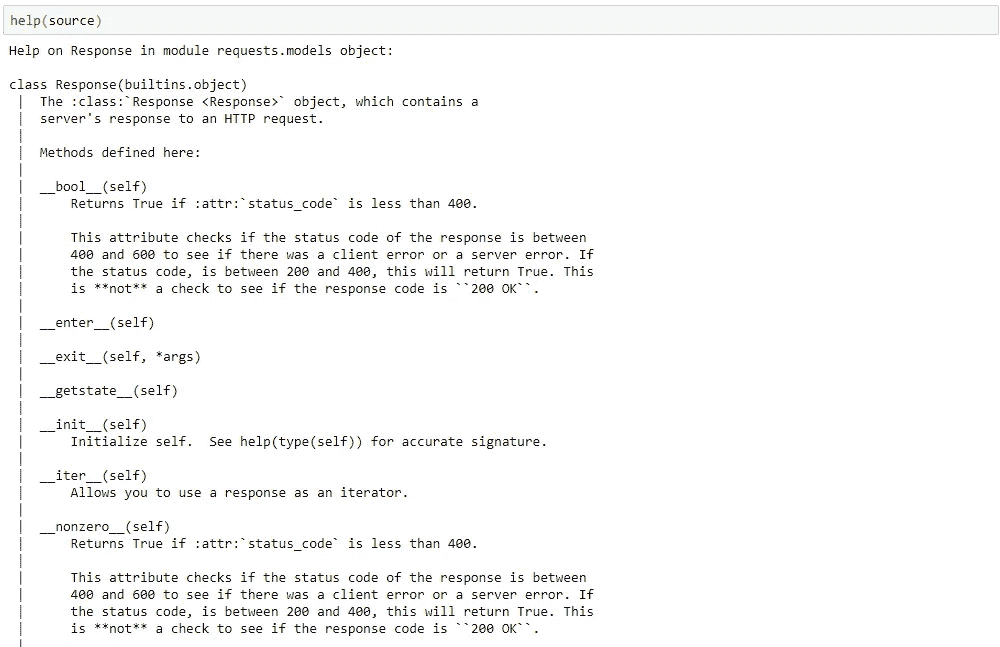 help(source)
Help on Response in module requests.models object:
class Response(builtins.object)
 |  The :class:`Response <Response>` object, which contains a
 |  server's response to an HTTP request.
 |
 |  Methods defined here:
 |
 |  __bool__(self)
 |      Returns True if :attr:`status_code` is less than 400.
 |
 |      This attribute checks if the status code of the response is between
 |      400 and 600 to see if there was a client error or a server error. If
 |      the status code, is between 200 and 400, this will return True. This
 |      is **not** a check to see if the response code is ``200 OK``.
 |
 |  __enter__(self)
 |
 |  __exit__(self, *args)
 |
 |  __getstate__(self)
 |
 |  __init__(self)
 |      Initialize self.  See help(type(self)) for accurate signature.
 |
 |  __iter__(self)
 |      Allows you to use a response as an iterator.
 |
 |  __nonzero__(self)
 |      Returns True if :attr:`status_code` is less than 400.
 |
 |      This attribute checks if the status code of the response is between
 |      400 and 600 to see if there was a client error or a server error. If
 |      the status code, is between 200 and 400, this will return True. This
 |      is **not** a check to see if the response code is ``200 OK``.
 |